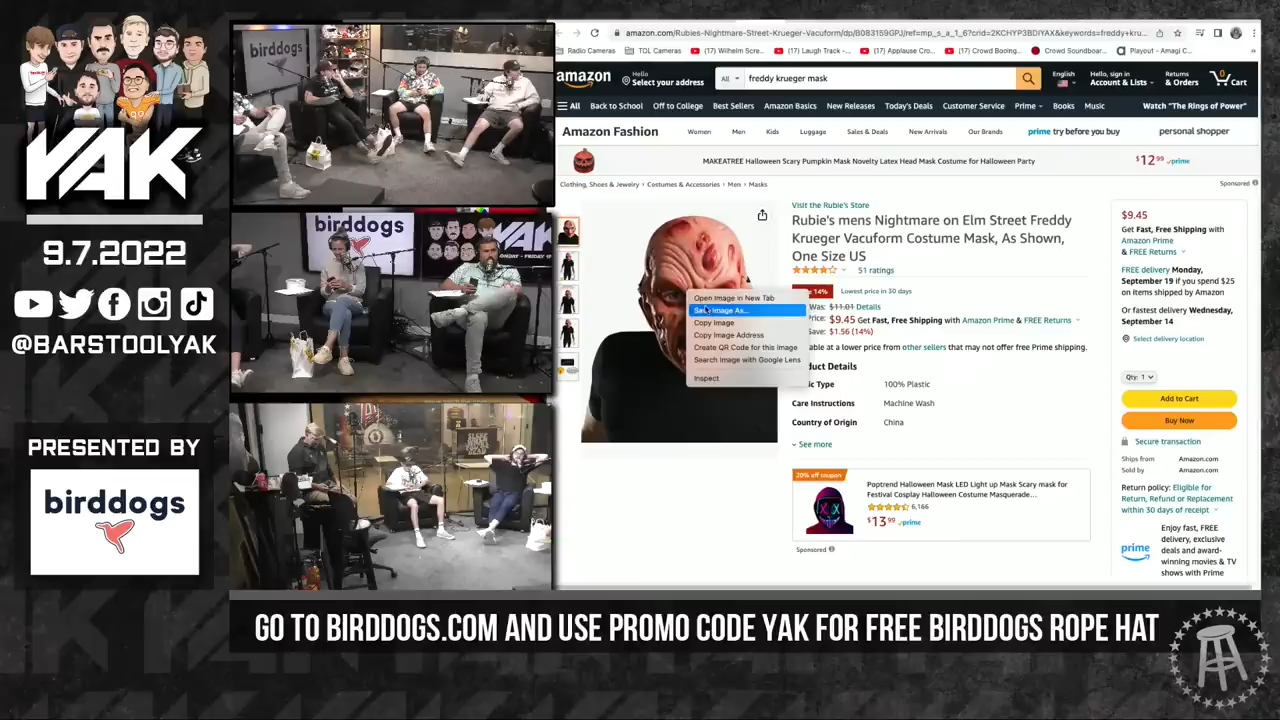 YAK
9.7.2022
@BARSTOOLYAK
PRESENTED BY
birddogs
birddogs
birddogs
YAK
amazon.com/Rubies-Nightmare-Street-Krueger-Vacuform/dp/B083159GPJ/ref=mp_s_a_1_6?crid=2KCHYP3BDIYAX&keywords=freddy+kru...
Radio Cameras
TOL Cameras
(17) Wilhelm Scre...
(17) Laugh Track -...
(17) Applause Cro...
(17) Crowd Booing...
Crowd Soundboar...
Playout - Amagi C...
amazon
Hello
Select your address
All
freddy krueger mask
English
Hello, sign in
Account & Lists
Returns
& Orders
0
Cart
All
Back to School
Off to College
Best Sellers
Amazon Basics
New Releases
Today's Deals
Customer Service
Prime
Books
Music
Watch "The Rings of Power"
Amazon Fashion
Women
Men
Kids
Luggage
Sales & Deals
New Arrivals
Our Brands
prime try before you buy
personal shopper
MAKEATREE Halloween Scary Pumpkin Mask Novelty Latex Head Mask Costume for Halloween Party
$12 99 prime
Clothing, Shoes & Jewelry › Costumes & Accessories › Men › Masks
Sponsored
Visit the Rubie's Store
Rubie's mens Nightmare on Elm Street Freddy
Krueger Vacuform Costume Mask, As Shown,
One Size US
51 ratings
14%
Lowest price in 30 days
Was: $11.01 Details
Price: $9.45 Get Fast, Free Shipping with Amazon Prime & FREE Returns
Save: $1.56 (14%)
able at a lower price from other sellers that may not offer free Prime shipping.
duct Details
ic Type
100% Plastic
Care Instructions
Machine Wash
Country of Origin
China
See more
Open Image in New Tab
Save Image As...
Copy Image
Copy Image Address
Create QR Code for this image
Search Image with Google Lens
Inspect
20% off coupon
Poptrend Halloween Mask LED Light up Mask Scary mask for
Festival Cosplay Halloween Costume Masquerade...
6,166
$13 99 prime
Sponsored
$9.45
Get Fast, Free Shipping with
Amazon Prime
& FREE Returns
FREE delivery Monday,
September 19 if you spend $25
on items shipped by Amazon
Or fastest delivery Wednesday,
September 14
Select delivery location
Qty: 1
Add to Cart
Buy Now
Secure transaction
Ships from
Amazon.com
Sold by
Amazon.com
Return policy: Eligible for
Return, Refund or Replacement
within 30 days of receipt
prime
Enjoy fast, FREE
delivery, exclusive
deals and award-
winning movies & TV
shows with Prime
GO TO BIRDDOGS.COM AND USE PROMO CODE YAK FOR FREE BIRDDOGS ROPE HAT